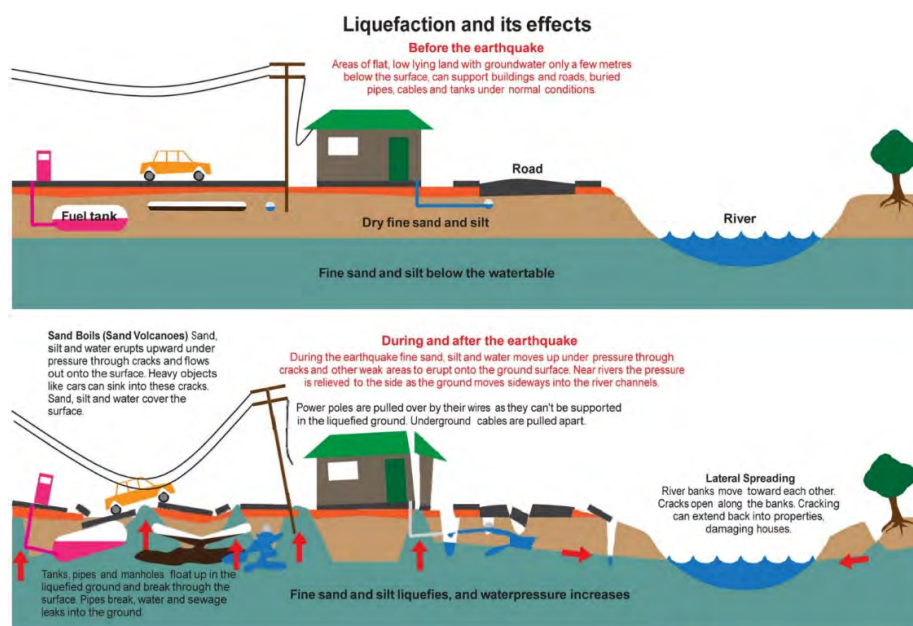 Liquefaction and its effects
Before the earthquake
Areas of flat, low lying land with groundwater only a few metres
below the surface, can support buildings and roads, buried
pipes, cables and tanks under normal conditions.
Road
Fuel tank
Dry fine sand and silt
River
Fine sand and silt below the watertable
Sand Boils (Sand Volcanoes) Sand,
silt and water erupts upward under
pressure through cracks and flows
out onto the surface. Heavy objects
like cars can sink into these cracks.
Sand, silt and water cover the
surface.
During and after the earthquake
During the earthquake fine sand, silt and water moves up under pressure through
cracks and other weak areas to erupt onto the ground surface. Near rivers the pressure
is relieved to the side as the ground moves sideways into the river channels.
Power poles are pulled over by their wires as they can't be supported
in the liquefied ground. Underground cables are pulled apart.
Lateral Spreading
River banks move toward each other.
Cracks open along the banks. Cracking
can extend back into properties,
damaging houses.
Tanks, pipes and manholes float up in the
liquefied ground and break through the
surface. Pipes break, water and sewage
leaks into the ground.
Fine sand and silt liquefies, and waterpressure increases